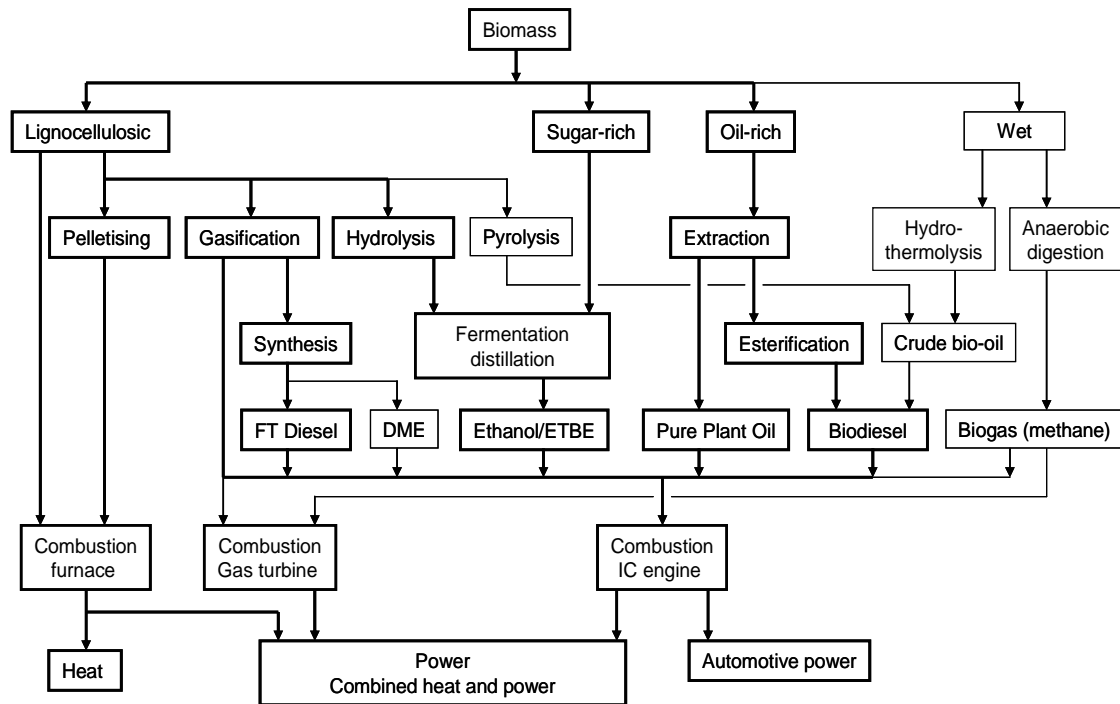 Biomass
Lignocellulosic
Sugar-rich
Oil-rich
Wet
Pelletising
Gasification
Hydrolysis
Pyrolysis
Extraction
Hydro-
thermolysis
Anaerobic
digestion
Synthesis
Fermentation
distillation
Esterification
Crude bio-oil
FT Diesel
DME
Ethanol/ETBE
Pure Plant Oil
Biodiesel
Biogas (methane)
Combustion
furnace
Combustion
Gas turbine
Combustion
IC engine
Heat
Power
Combined heat and power
Automotive power